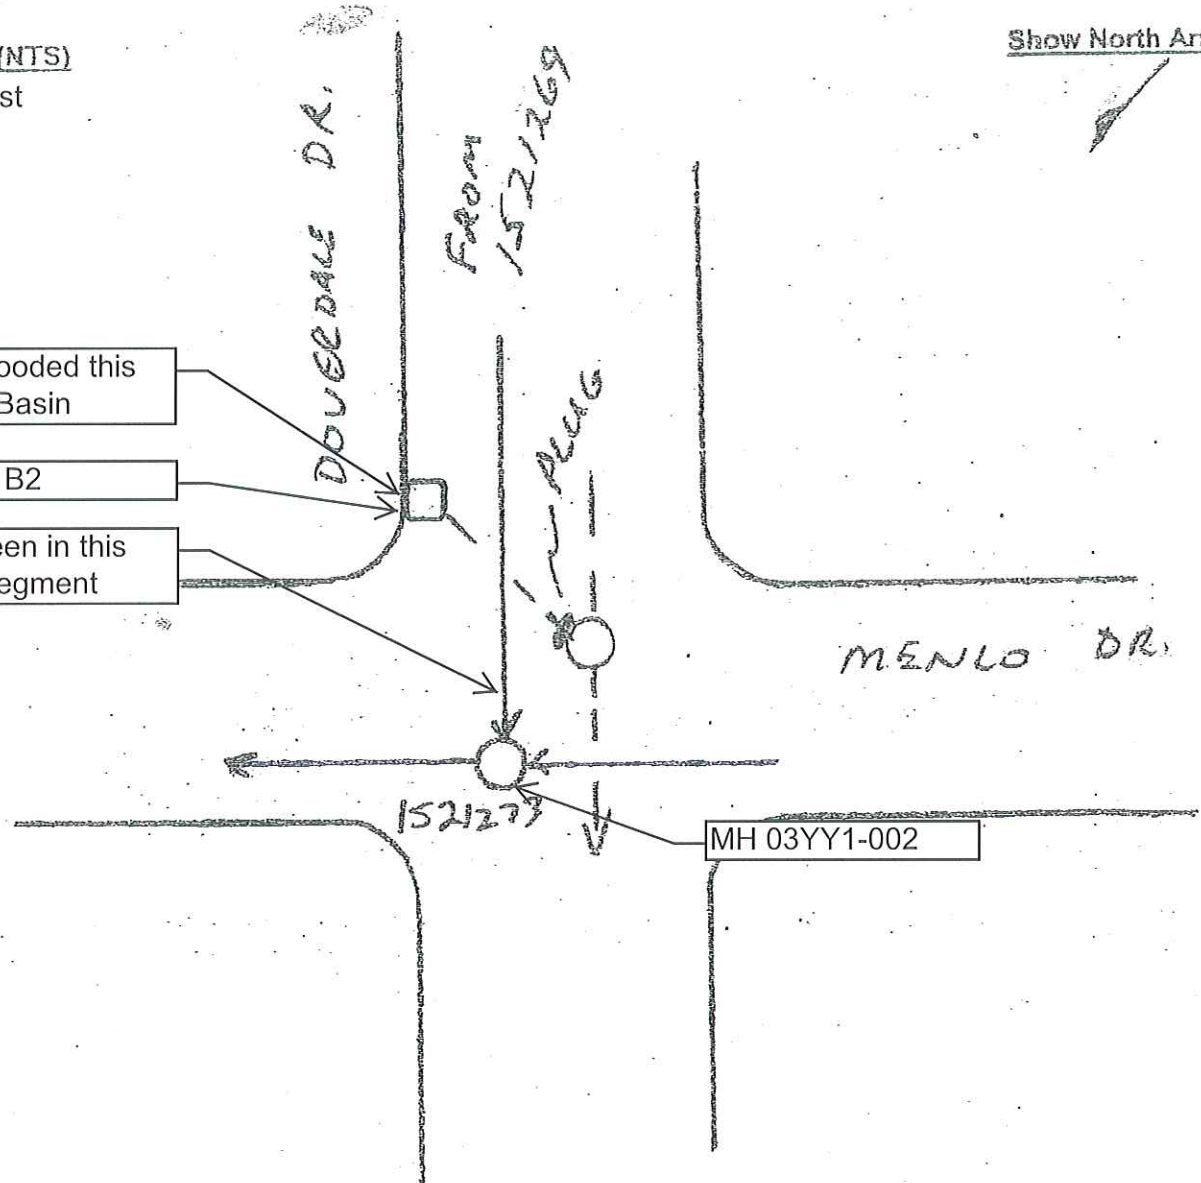 (NTS)
st
Show North Ar
DOVERDALE DR.
FROM
1521269
ooded this
Basin
B2
een in this
egment
PLUG
MENLO DR.
1521273
MH 03YY1-002